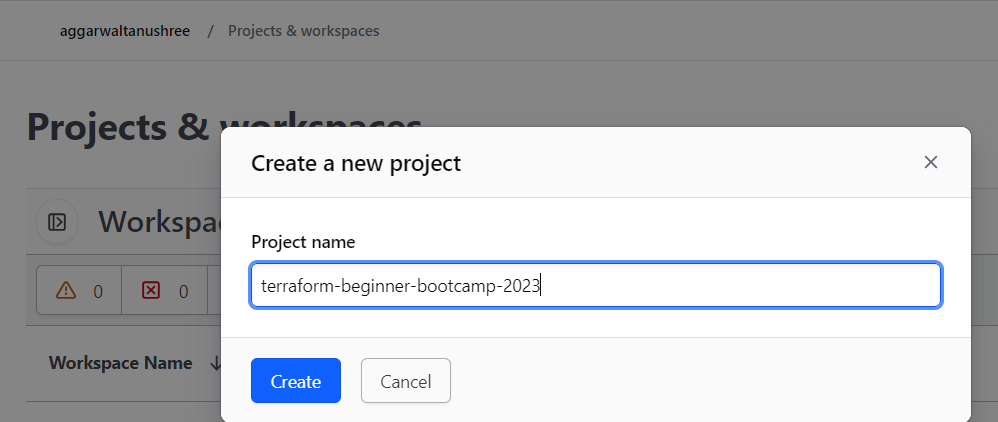 aggarwaltanushree / Projects & workspaces
Projects & workspaces
Create a new project
Workspac
Project name
terraform-beginner-bootcamp-2023
0 0
Workspace Name
Create Cancel